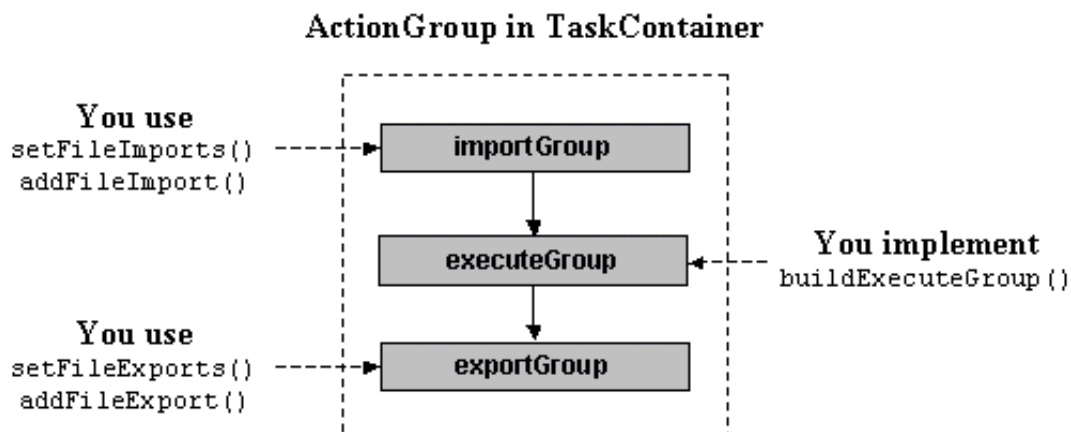 ActionGroup in TaskContainer
You use
setFileImports()
addFileImport()
importGroup
executeGroup
You implement
buildExecuteGroup()
You use
setFileExports()
addFileExport()
exportGroup